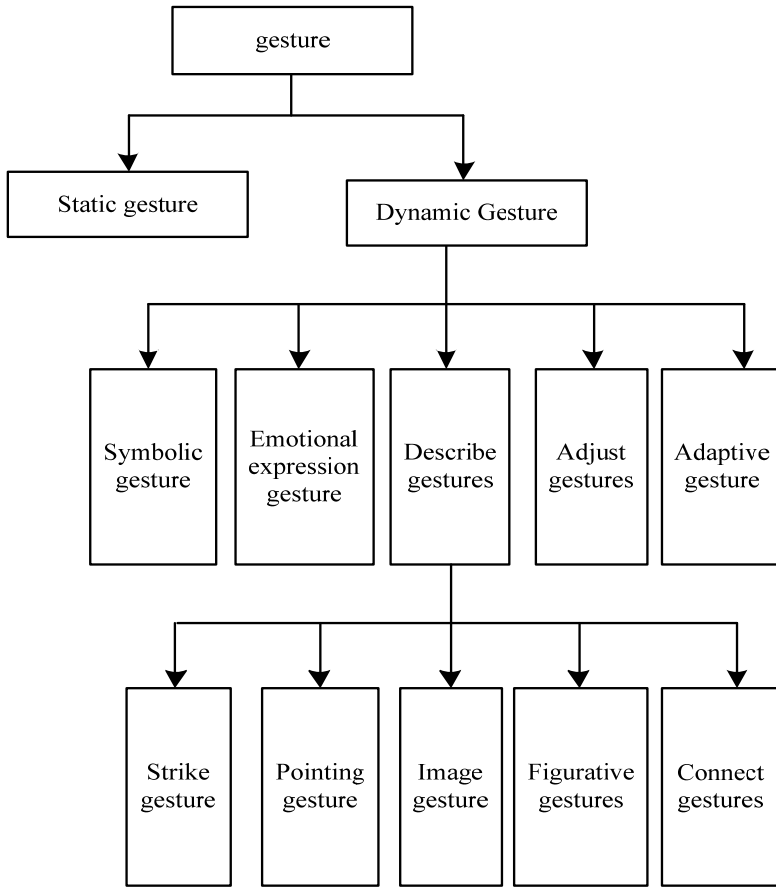 gesture
Static gesture
Dynamic Gesture
Symbolic
gesture
Emotional
expression
gesture
Describe
gestures
Adjust
gestures
Adaptive
gesture
Strike
gesture
Pointing
gesture
Image
gesture
Figurative
gestures
Connect
gestures